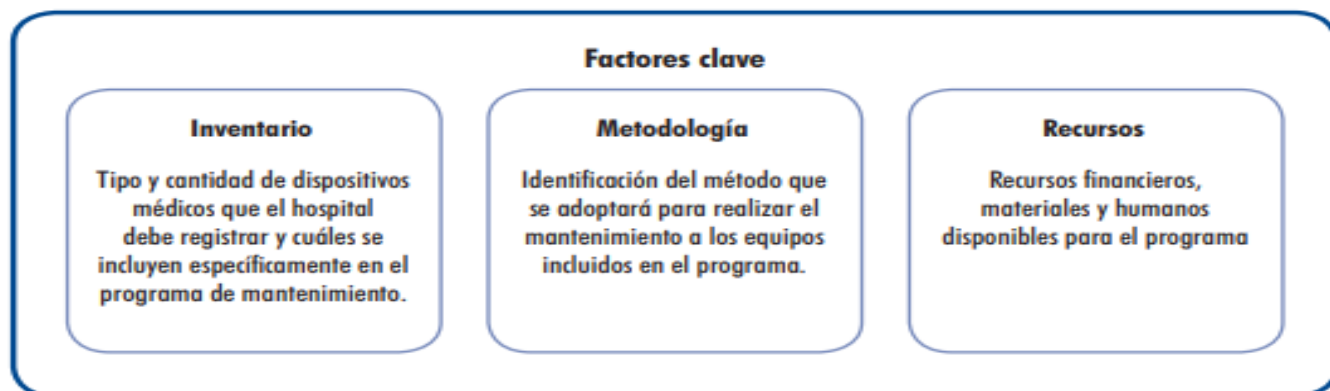 Factores clave
Inventario
Tipo y cantidad de dispositivos
médicos que el hospital
debe registrar y cuáles se
incluyen específicamente en el
programa de mantenimiento.
Metodología
Identificación del método que
se adoptará para realizar el
mantenimiento a los equipos
incluidos en el programa.
Recursos
Recursos financieros,
materiales y humanos
disponibles para el programa